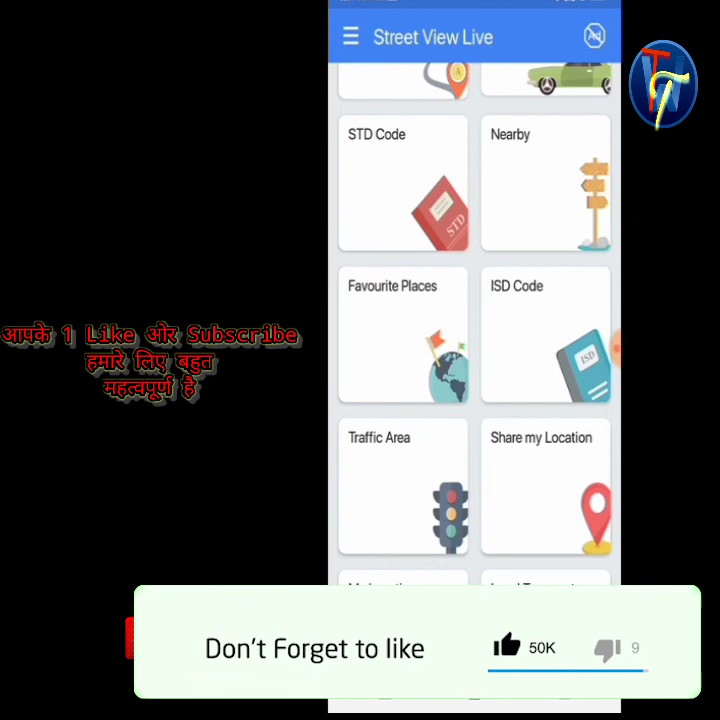 Street View Live
Ad
A
STD Code
Nearby
STD
Favourite Places
ISD Code
ISD
आपके 1 Like ओर Subscribe
हमारे लिए बहुत
महत्वपूर्ण है
Traffic Area
Share my Location
Don't Forget to like
50K
9